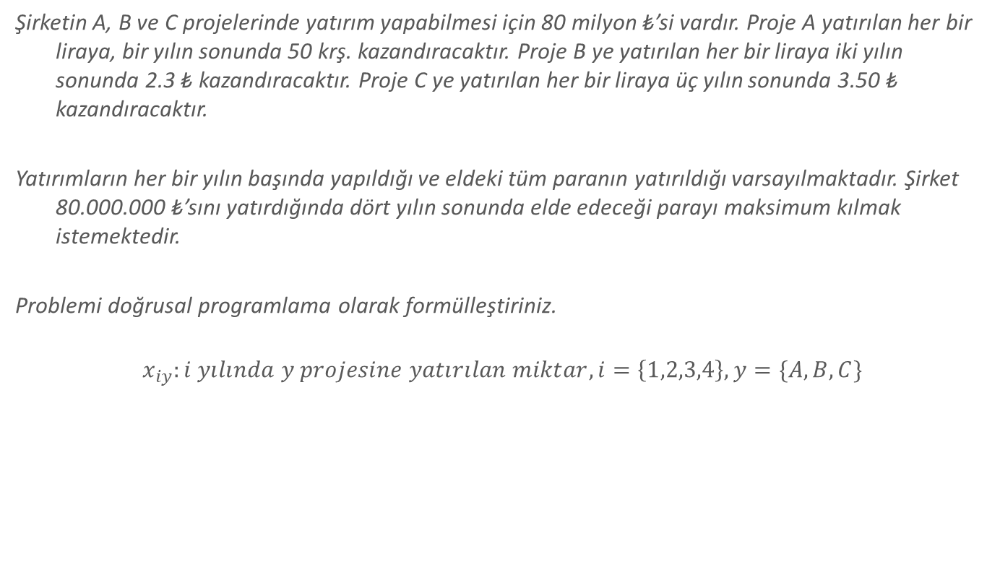 Şirketin A, B ve C projelerinde yatırım yapabilmesi için 80 milyon ₺'si vardır. Proje A yatırılan her bir
liraya, bir yılın sonunda 50 krş. kazandıracaktır. Proje B ye yatırılan her bir liraya iki yılın
sonunda 2.3 ₺ kazandıracaktır. Proje C ye yatırılan her bir liraya üç yılın sonunda 3.50 ₺
kazandıracaktır.
Yatırımların her bir yılın başında yapıldığı ve eldeki tüm paranın yatırıldığı varsayılmaktadır. Şirket
80.000.000 ₺'sını yatırdığında dört yılın sonunda elde edeceği parayı maksimum kılmak
istemektedir.
Problemi doğrusal programlama olarak formülleştiriniz.
x_{iy}: i yılında y projesine yatırılan miktar, i = {1,2,3,4}, y = {A, B, C}